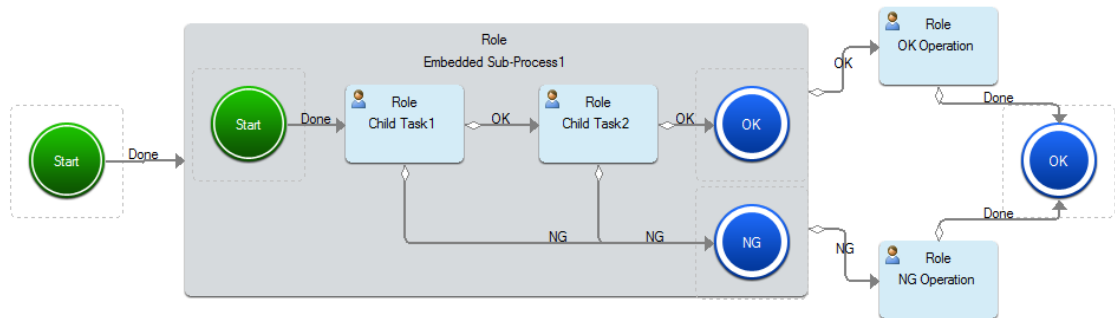 Start
Done
Role
Embedded Sub-Process1
Start
Done
Role
Child Task1
OK
Role
Child Task2
OK
OK
NG
NG
NG
OK
Role
OK Operation
Done
OK
NG
Role
NG Operation
Done